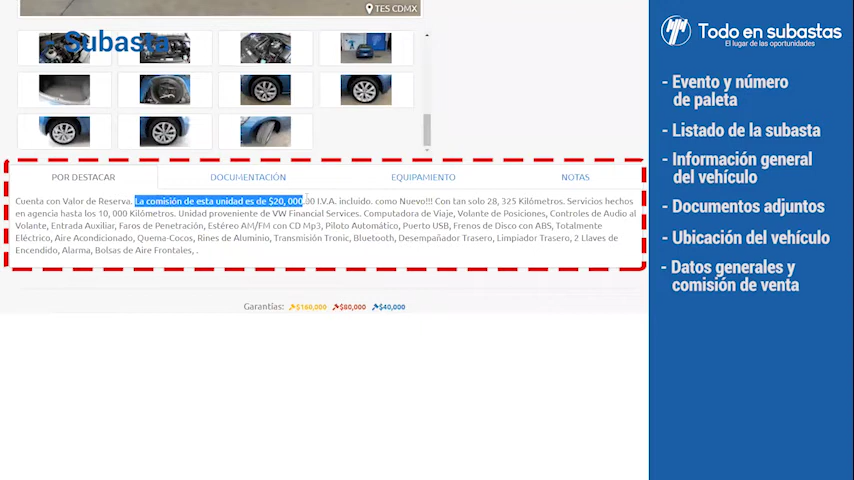 TES CDMX
- Subasta
POR DESTACAR
DOCUMENTACIÓN
EQUIPAMIENTO
NOTAS
Cuenta con Valor de Reserva. La comisión de esta unidad es de $20, 000.00 I.V.A. incluido. como Nuevo!!! Con tan solo 28, 325 Kilómetros. Servicios hechos
en agencia hasta los 10, 000 Kilómetros. Unidad proveniente de VW Financial Services. Computadora de Viaje, Volante de Posiciones, Controles de Audio al
Volante, Entrada Auxiliar, Faros de Penetración, Estéreo AM/FM con CD Mp3, Piloto Automático, Puerto USB, Frenos de Disco con ABS, Totalmente
Eléctrico, Aire Acondicionado, Quema-Cocos, Rines de Aluminio, Transmisión Tronic, Bluetooth, Desempañador Trasero, Limpiador Trasero, 2 Llaves de
Encendido, Alarma, Bolsas de Aire Frontales, .
Garantías: $160,000 $80,000 $40,000
Todo en subastas
El lugar de las oportunidades
- Evento y número
de paleta
- Listado de la subasta
- Información general
del vehículo
- Documentos adjuntos
- Ubicación del vehículo
- Datos generales y
comisión de venta